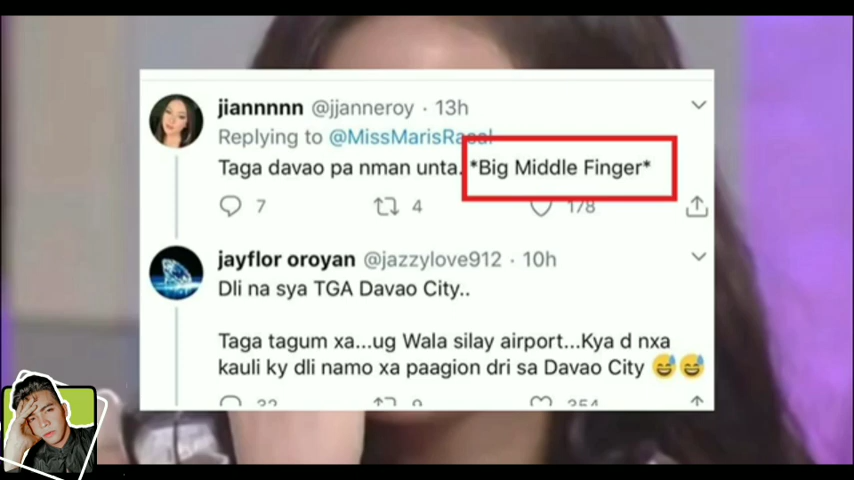 jiannnnn @jjanneroy · 13h
Replying to @MissMarisRacal
Taga davao pa nman unta. *Big Middle Finger*
7 4 178
jayflor oroyan @jazzylove912 · 10h
Dli na sya TGA Davao City..
Taga tagum xa...ug Wala silay airport...Kya d nxa
kauli ky dli namo xa paagion dri sa Davao City 😅😅
32 9 354